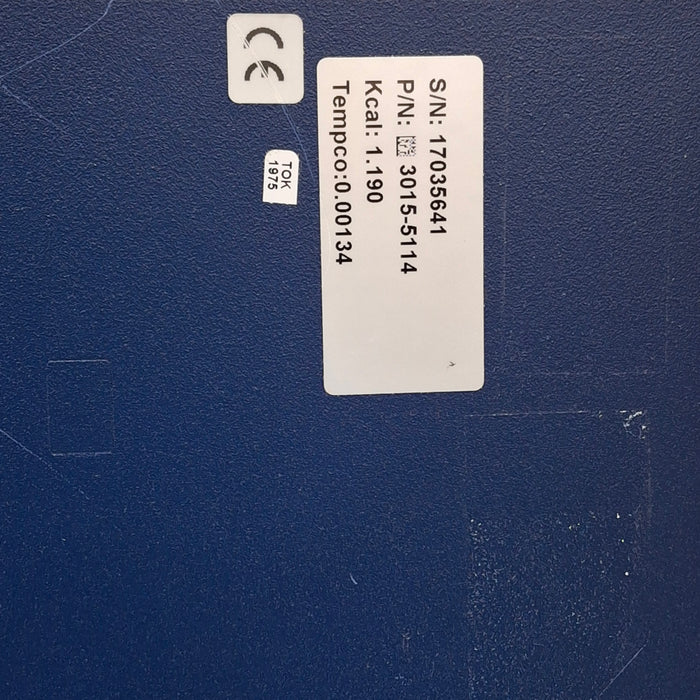 S/N: 17035641
P/N: 3015-5114
Kcal: 1.190
Tempco:0.00134
CE
TOK
1975